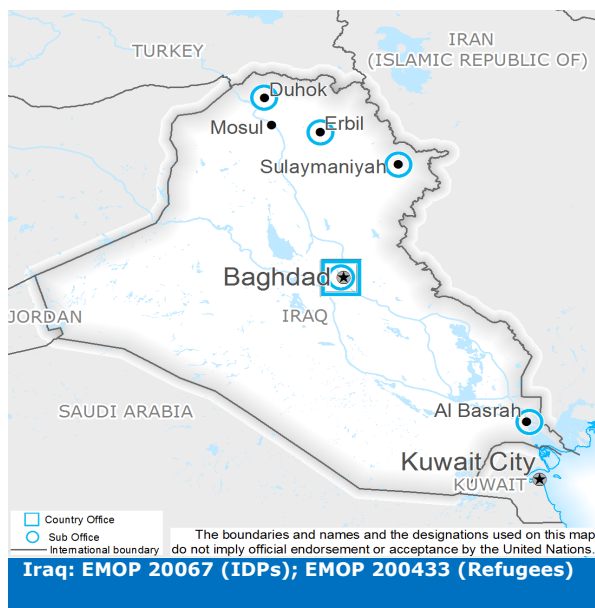 TURKEY
IRAN
(ISLAMIC REPUBLIC OF)
Duhok
Mosul
Erbil
Sulaymaniyah
Baghdad
IRAQ
JORDAN
SAUDI ARABIA
Al Basrah
Kuwait City
KUWAIT
Country Office
Sub Office
International boundary
The boundaries and names and the designations used on this map
do not imply official endorsement or acceptance by the United Nations.
Iraq: EMOP 20067 (IDPs); EMOP 200433 (Refugees)